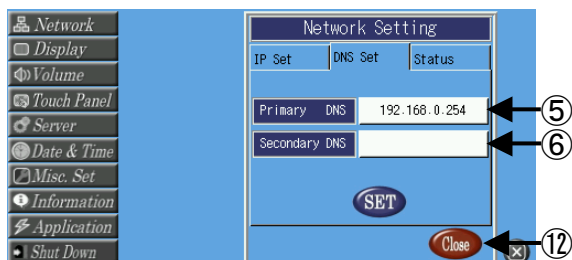 Network
Display
Volume
Touch Panel
Server
Date & Time
Misc. Set
Information
Application
Shut Down
Network Setting
IP Set DNS Set Status
Primary DNS 192.168.0.254 ⑤
Secondary DNS ⑥
SET
Close ⑫